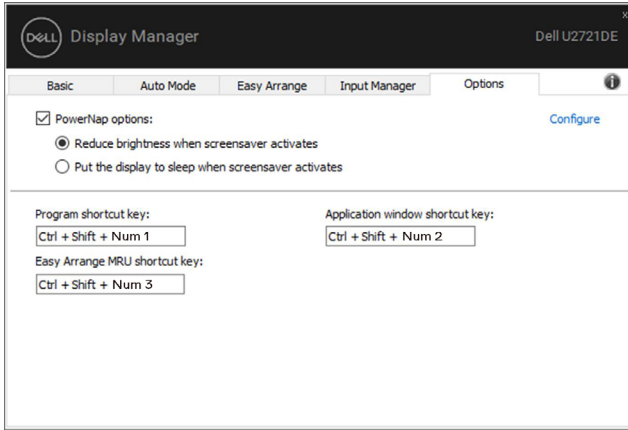 DELL Display Manager
Dell U2721DE
Basic
Auto Mode
Easy Arrange
Input Manager
Options
PowerNap options:
Configure
Reduce brightness when screensaver activates
Put the display to sleep when screensaver activates
Program shortcut key:
Application window shortcut key:
Ctrl + Shift + Num 1
Ctrl + Shift + Num 2
Easy Arrange MRU shortcut key:
Ctrl + Shift + Num 3